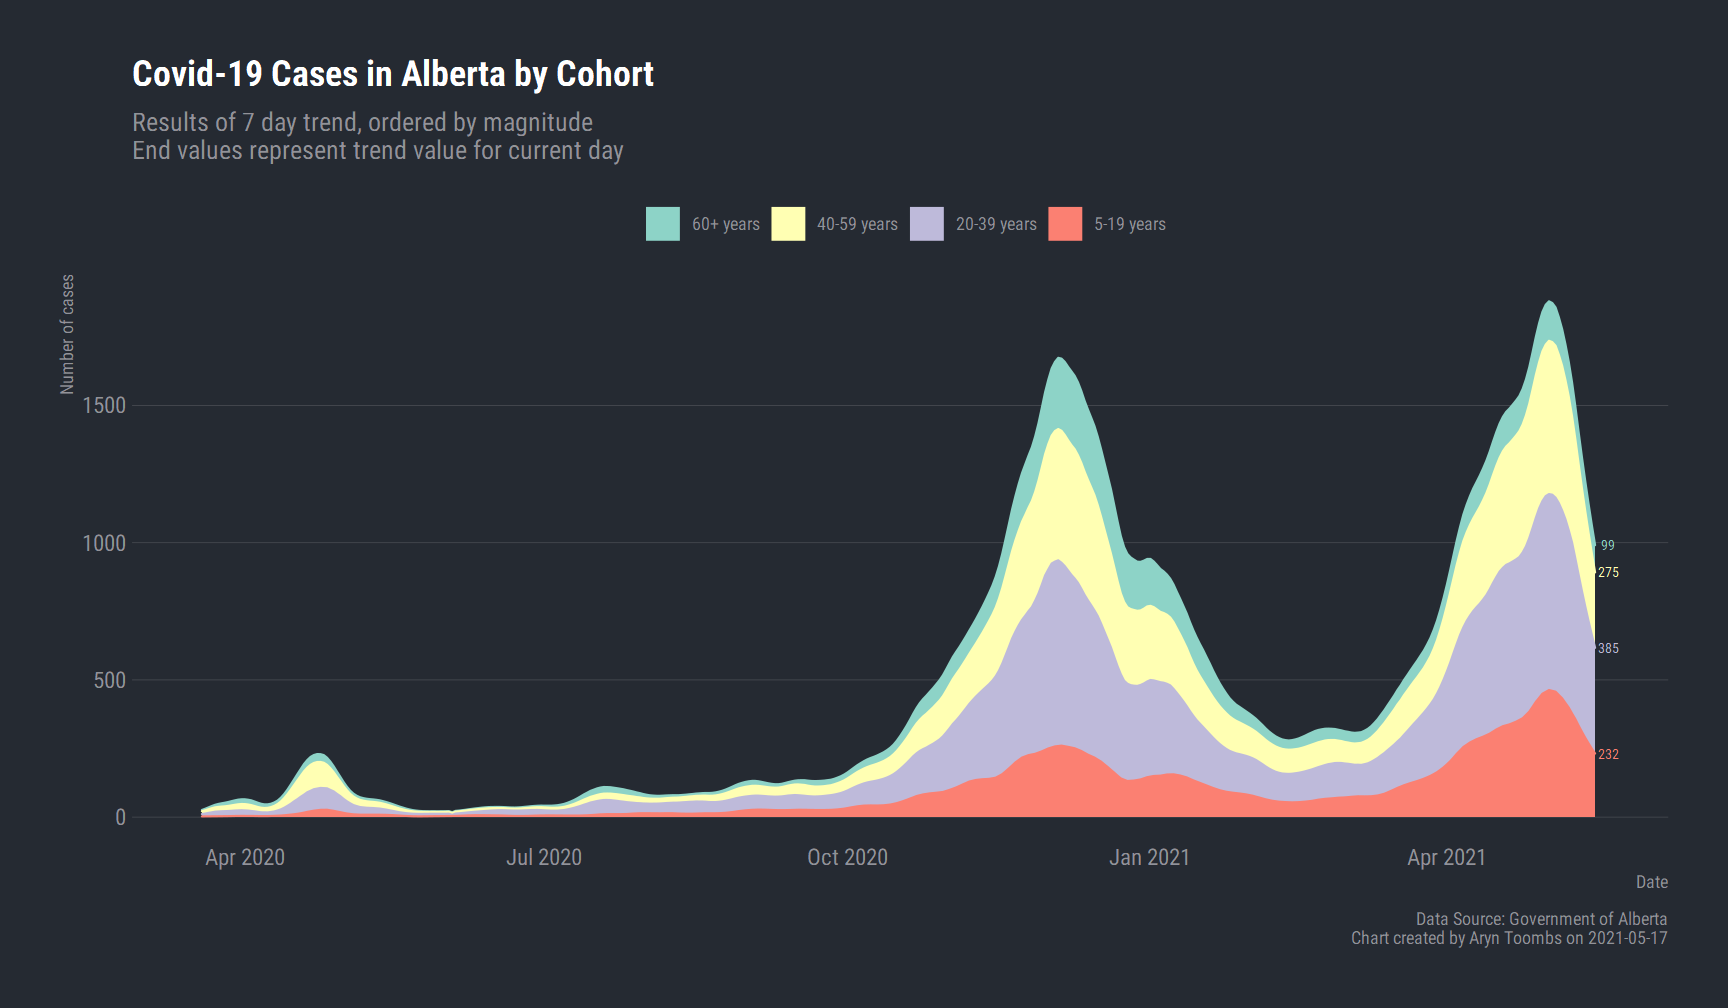 Covid-19 Cases in Alberta by Cohort
Results of 7 day trend, ordered by magnitude
End values represent trend value for current day
60+ years
40-59 years
20-39 years
5-19 years
Number of cases
1500
1000
500
0
99
275
385
232
Apr 2020
Jul 2020
Oct 2020
Jan 2021
Apr 2021
Date
Data Source: Government of Alberta
Chart created by Aryn Toombs on 2021-05-17